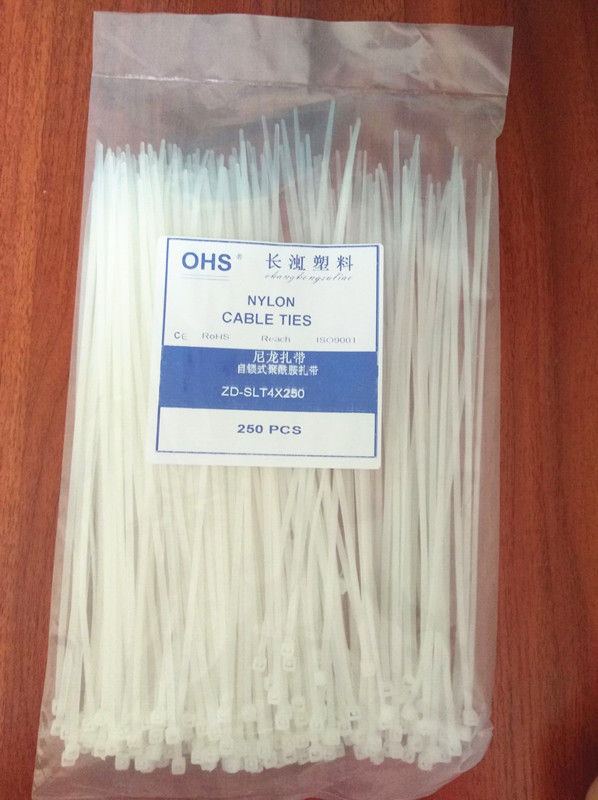 OHS ® 长浤塑料
changhongsuliao
NYLON
CABLE TIES
CE RoHS Reach ISO9001
尼龙扎带
自锁式聚酰胺扎带
ZD-SLT4X250
250 PCS